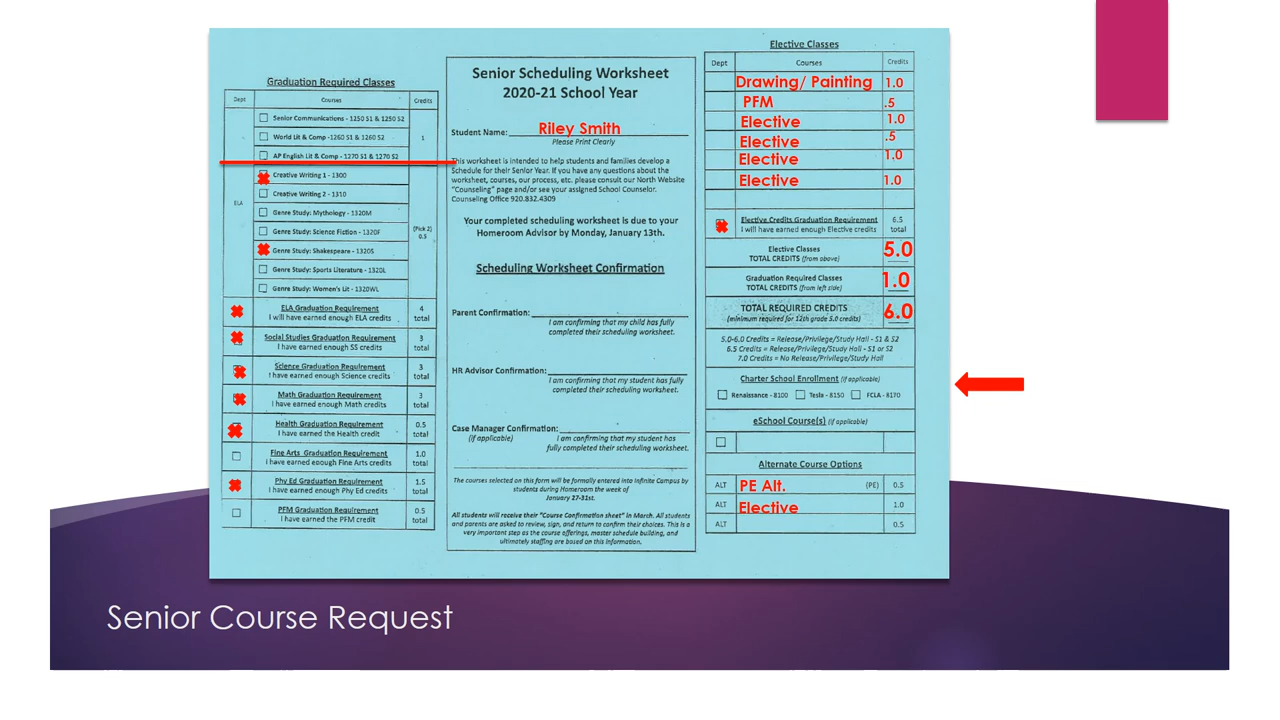 Graduation Required Classes
Dept Courses Credits
Senior Communications - 1250 S1 & 1250 S2
World Lit & Comp -1260 S1 & 1260 S2
1
AP English Lit & Comp - 1270 S1 & 1270 S2
Creative Writing 1 - 1300
Creative Writing 2 - 1310
ELA
Genre Study: Mythology - 1320M
Genre Study: Science Fiction - 1320F
(Pick 2)
0.5
Genre Study: Shakespeare - 1320S
Genre Study: Sports Literature - 1320L
Genre Study: Women's Lit - 1320WL
ELA Graduation Requirement
I will have earned enough ELA credits
4
total
Social Studies Graduation Requirement
I have earned enough SS credits
3
total
Science Graduation Requirement
I have earned enough Science credits
3
total
Math Graduation Requirement
I have earned enough Math credits
3
total
Health Graduation Requirement
I have earned the Health credit
0.5
total
Fine Arts Graduation Requirement
I have earned enough Fine Arts credits
1.0
total
Phy Ed Graduation Requirement
I have earned enough Phy Ed credits
1.5
total
PFM Graduation Requirement
I have earned the PFM credit
0.5
total
Senior Scheduling Worksheet
2020-21 School Year
Student Name: Riley Smith
Please Print Clearly
This worksheet is intended to help students and families develop a
Schedule for their Senior Year. If you have any questions about the
worksheet, courses, our process, etc. please consult our North Website
"Counseling" page and/or see your assigned School Counselor.
Counseling Office 920.832.4309
Your completed scheduling worksheet is due to your
Homeroom Advisor by Monday, January 13th.
Scheduling Worksheet Confirmation
Parent Confirmation:
I am confirming that my child has fully
completed their scheduling worksheet.
HR Advisor Confirmation:
I am confirming that my student has fully
completed their scheduling worksheet.
Case Manager Confirmation:
(if applicable) I am confirming that my student has
fully completed their scheduling worksheet.
The courses selected on this form will be formally entered into Infinite Campus by
students during Homeroom the week of
January 27-31st.
All students will receive their "Course Confirmation sheet" in March. All students
and parents are asked to review, sign, and return to confirm their choices. This is a
very important step as the course offerings, master schedule building, and
ultimately staffing are based on this information.
Elective Classes
Dept Courses Credits
Drawing/ Painting 1.0
PFM .5
Elective 1.0
Elective .5
Elective 1.0
Elective 1.0
Elective Credits Graduation Requirement
I will have earned enough Elective credits
6.5
total
Elective Classes
TOTAL CREDITS (from above)
5.0
Graduation Required Classes
TOTAL CREDITS (from left side)
1.0
TOTAL REQUIRED CREDITS
(minimum required for 12th grade 5.0 credits)
6.0
5.0-6.0 Credits = Release/Privilege/Study Hall - S1 & S2
6.5 Credits = Release/Privilege/Study Hall - S1 or S2
7.0 Credits = No Release/Privilege/Study Hall
Charter School Enrollment (if applicable)
Renaissance - 8100 Tesla - 8150 FCLA - 8170
eSchool Course(s) (if applicable)
Alternate Course Options
ALT PE Alt. (PE) 0.5
ALT Elective 1.0
ALT 0.5
Senior Course Request